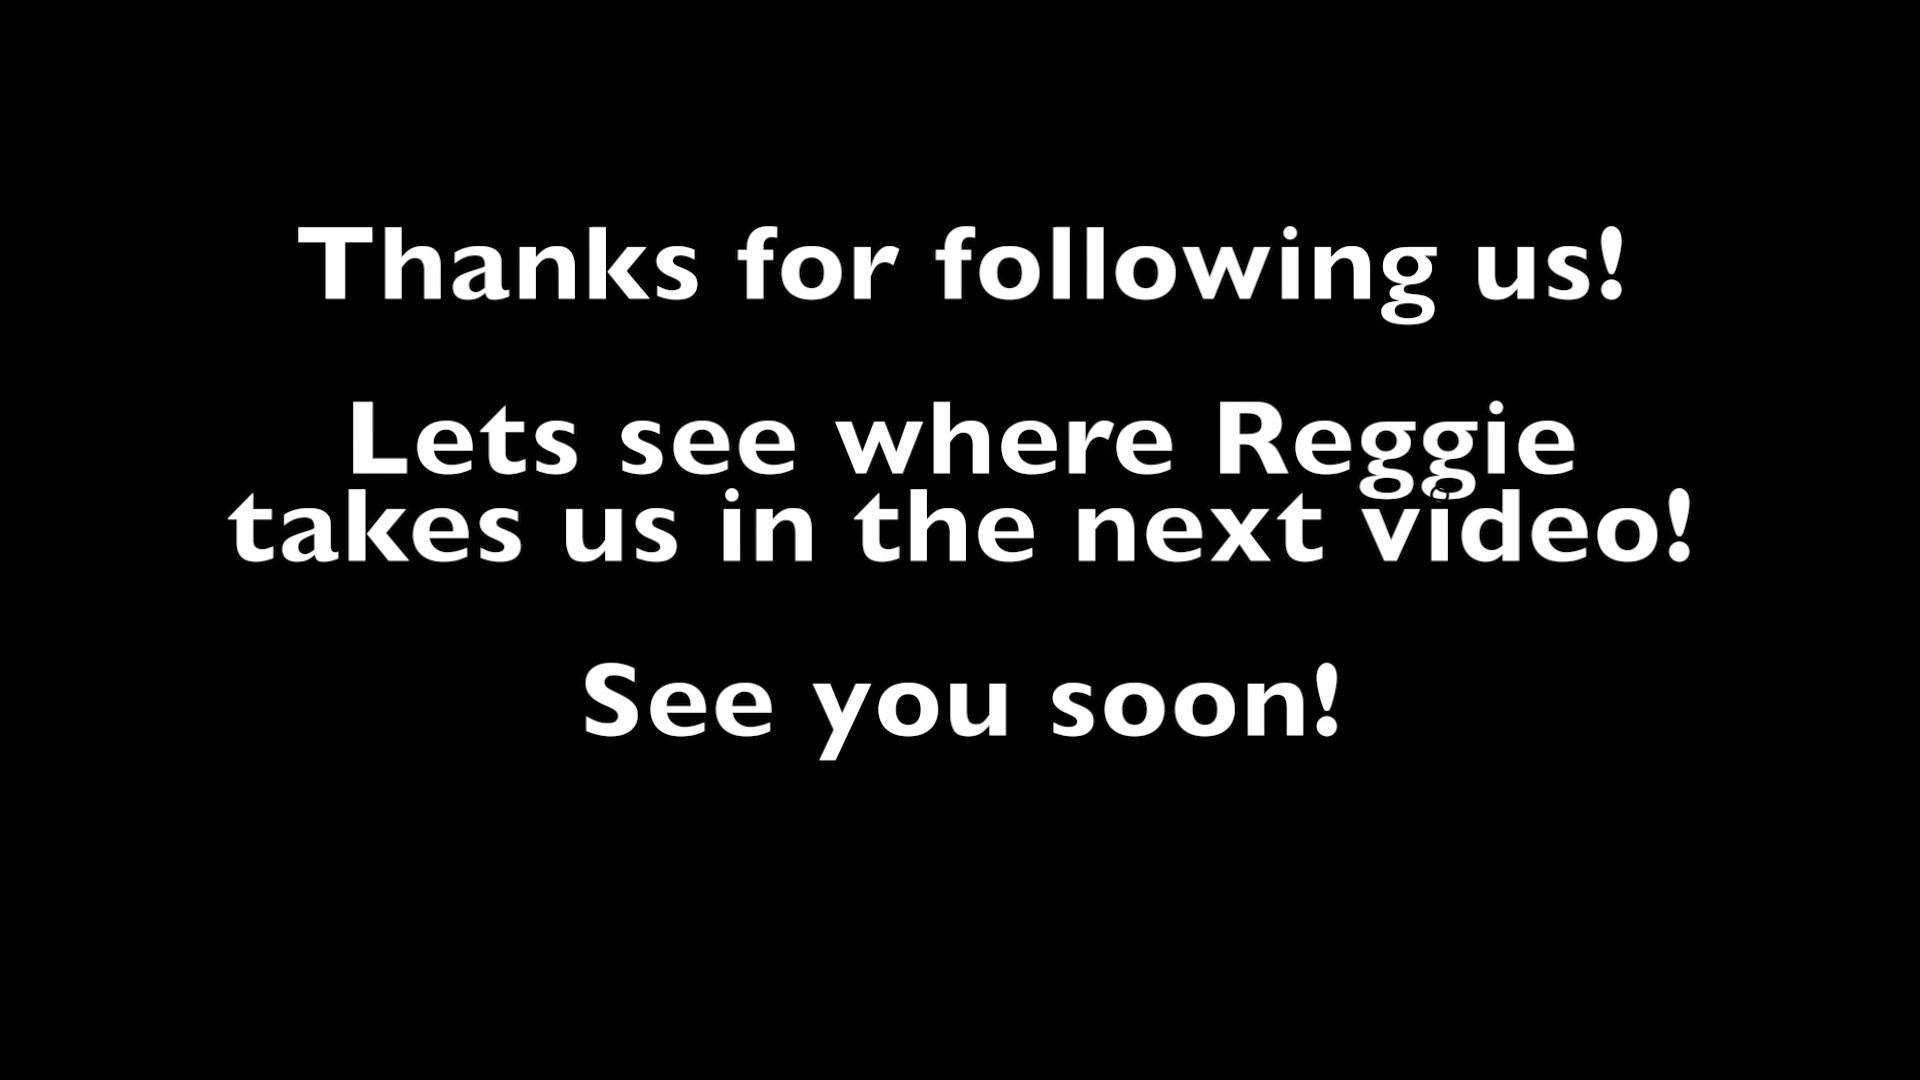 Thanks for following us!
Lets see where Reggie
takes us in the next video!
See you soon!